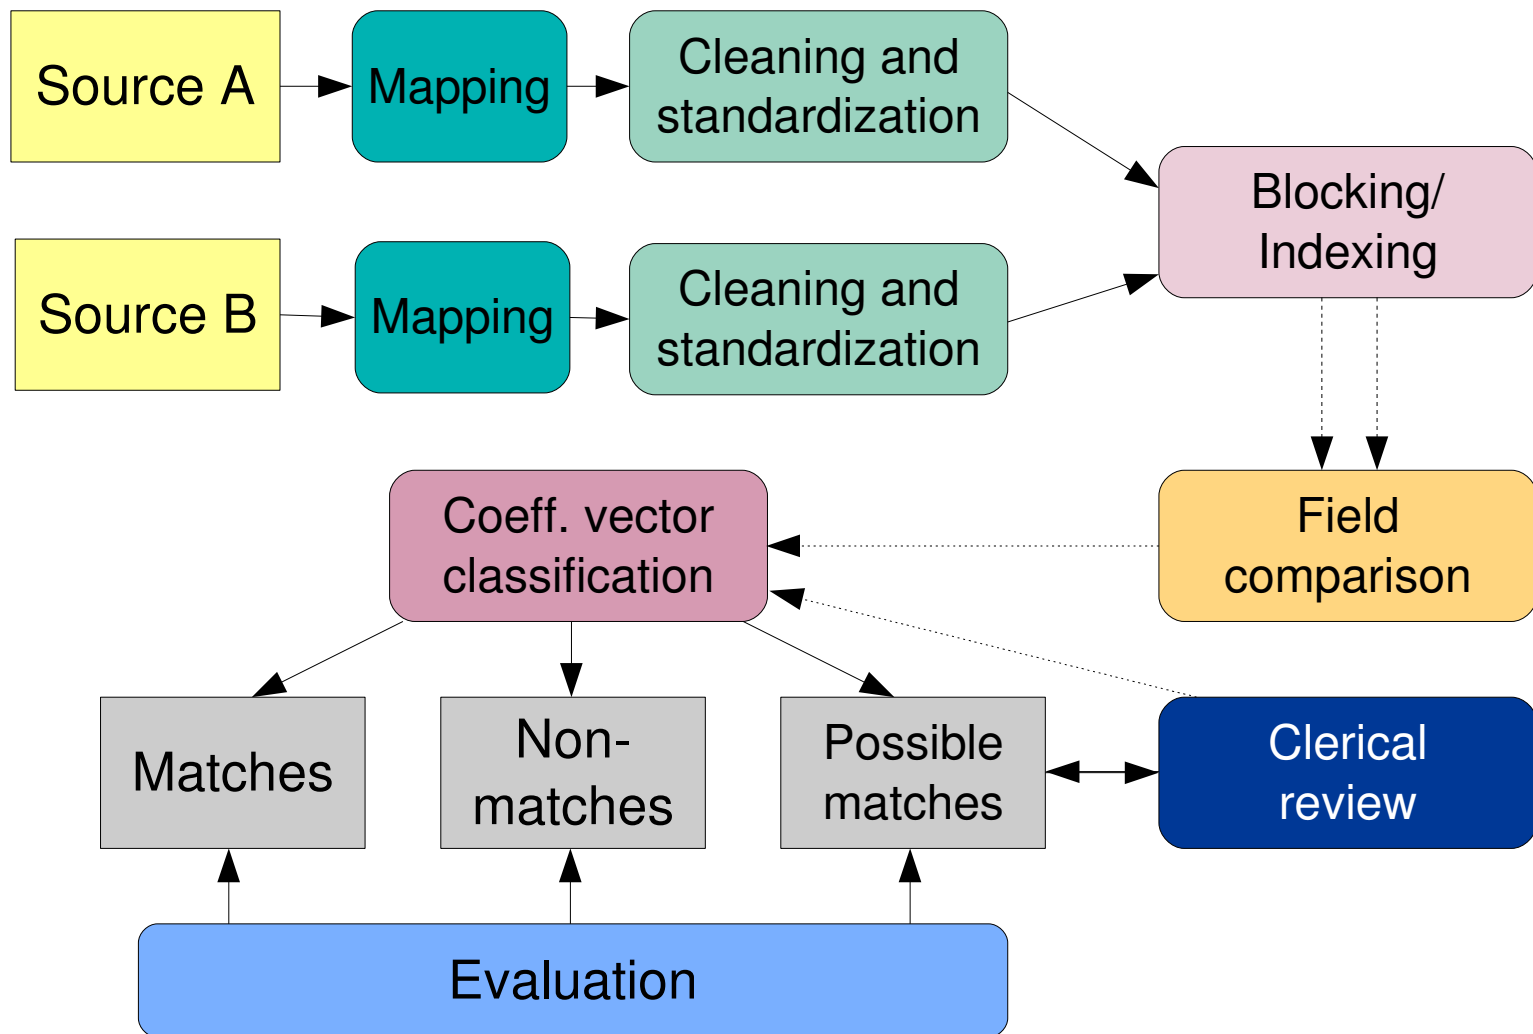 Source A
Mapping
Cleaning and
standardization
Source B
Mapping
Cleaning and
standardization
Blocking/
Indexing
Coeff. vector
classification
Field
comparison
Matches
Non-
matches
Possible
matches
Clerical
review
Evaluation